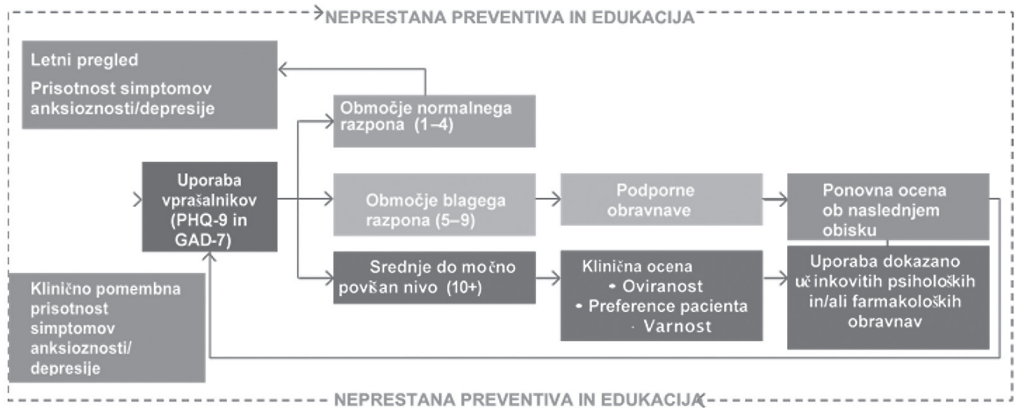 NEPRESTANA PREVENTIVA IN EDUKACIJA
Letni pregled
Prisotnost simptomov
anksioznosti/depresije
Območje normalnega
razpona (1–4)
Uporaba
vprašalnikov
(PHQ-9 in
GAD-7)
Območje blagega
razpona (5–9)
Podporne
obravnave
Ponovna ocena
ob naslednjem
obisku
Srednje do močno
povišan nivo (10+)
Klinična ocena
• Oviranost
• Preference pacienta
· Varnost
Uporaba dokazano
učinkovitih psiholoških
in/ali farmakoloških
obravnav
Klinično pomembna
prisotnost
simptomov
anksioznosti/
depresije
NEPRESTANA PREVENTIVA IN EDUKACIJA